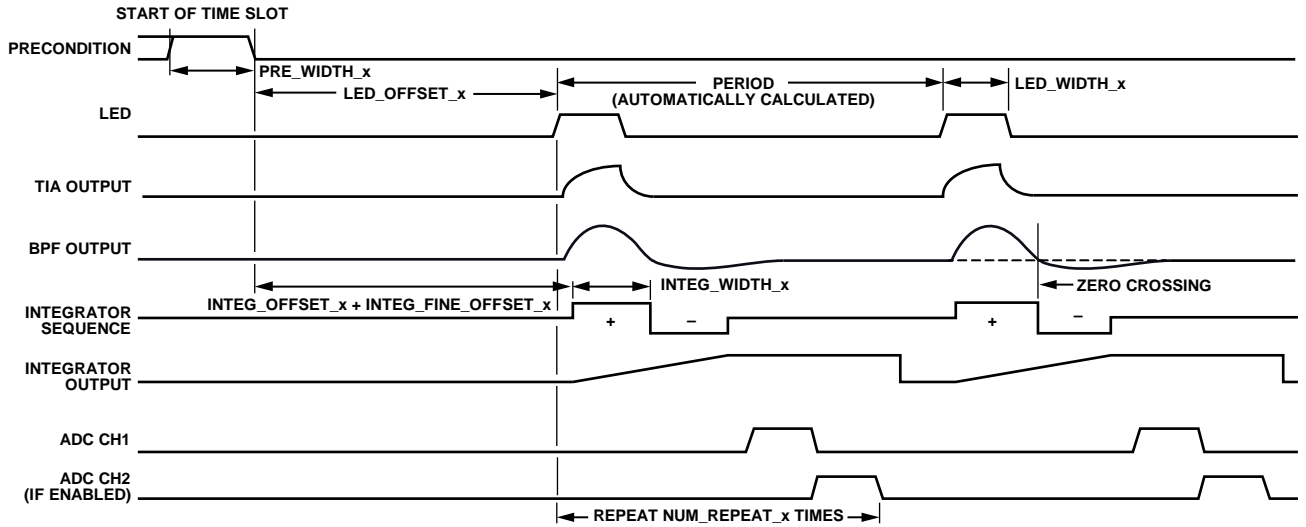 START OF TIME SLOT
PRECONDITION
PRE_WIDTH_x
LED_OFFSET_x
PERIOD
(AUTOMATICALLY CALCULATED)
LED_WIDTH_x
LED
TIA OUTPUT
BPF OUTPUT
INTEG_OFFSET_x + INTEG_FINE_OFFSET_x
INTEG_WIDTH_x
ZERO CROSSING
INTEGRATOR
SEQUENCE
+ – + –
INTEGRATOR
OUTPUT
ADC CH1
ADC CH2
(IF ENABLED)
REPEAT NUM_REPEAT_x TIMES